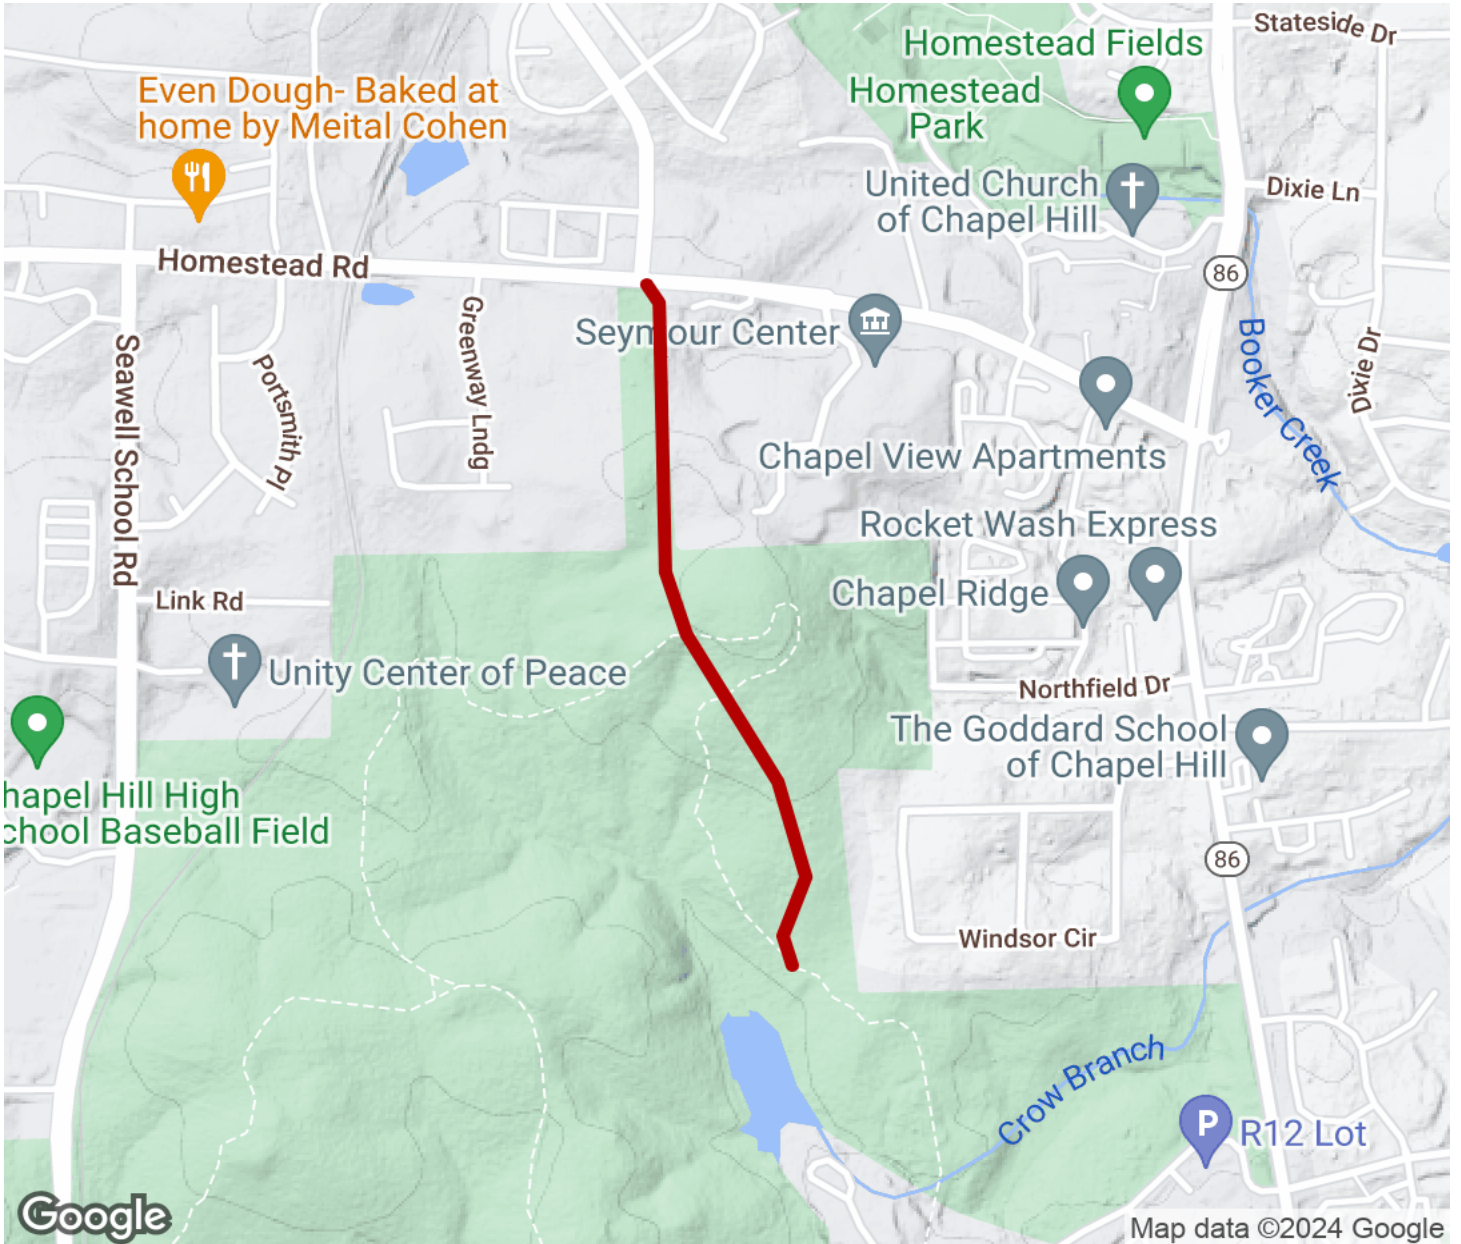 Stateside Dr
Homestead Fields
Homestead
Park
Even Dough- Baked at
home by Meital Cohen
United Church
of Chapel Hill
Dixie Ln
Homestead Rd
86
Greenway Lndg
Seymour Center
Booker Creek
Dixie Dr
Seawell School Rd
Portsmith Pl
Chapel View Apartments
Rocket Wash Express
Chapel Ridge
Link Rd
Unity Center of Peace
Northfield Dr
The Goddard School
of Chapel Hill
hapel Hill High
chool Baseball Field
86
Windsor Cir
Crow Branch
P
R12 Lot
Google
Map data ©2024 Google